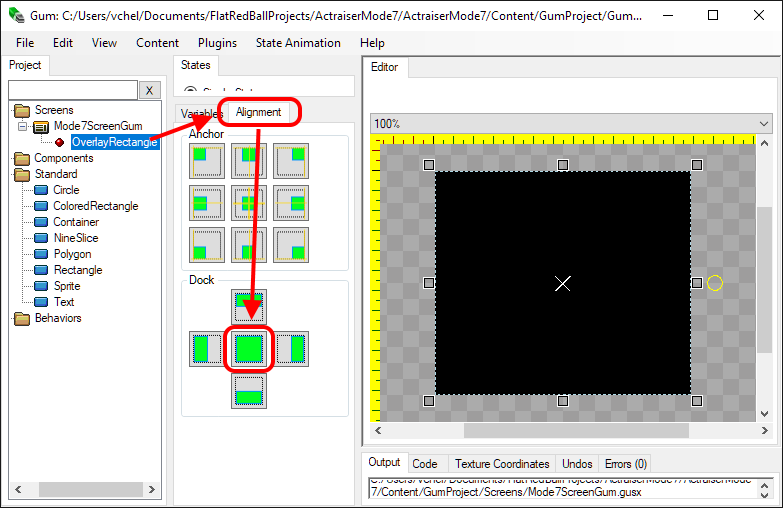 Gum: C:/Users/vchel/Documents/FlatRedBallProjects/ActraiserMode7/ActraiserMode7/Content/GumProject/Gum...
File Edit View Content Plugins State Animation Help
Project
X
Screens
Mode7ScreenGum
OverlayRectangle
Components
Standard
Circle
ColoredRectangle
Container
NineSlice
Polygon
Rectangle
Sprite
Text
Behaviors
States
Variables Alignment
Anchor
Dock
Editor
100%
Output Code Texture Coordinates Undos Errors (0)
C:/Users/vchel/Documents/FlatRedBallProjects/ActraiserMode7/ActraiserMode
7/Content/GumProject/Screens/Mode7ScreenGum.gusx